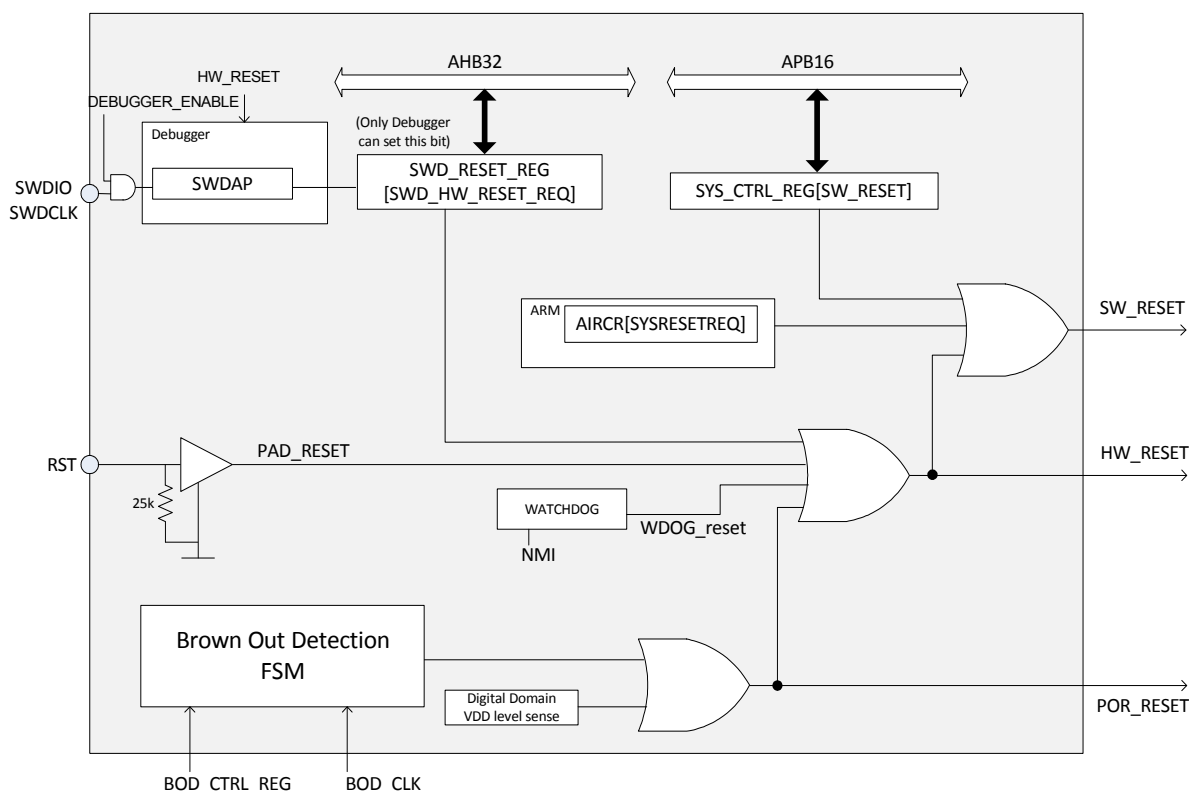 AHB32
APB16
HW_RESET
DEBUGGER_ENABLE
Debugger
(Only Debugger
can set this bit)
SWDAP
SWD_RESET_REG
[SWD_HW_RESET_REQ]
SYS_CTRL_REG[SW_RESET]
SWDIO
SWDCLK
ARM
AIRCR[SYSRESETREQ]
SW_RESET
RST
PAD_RESET
HW_RESET
25k
WATCHDOG
WDOG_reset
NMI
Brown Out Detection
FSM
Digital Domain
VDD level sense
POR_RESET
BOD_CTRL_REG
BOD_CLK